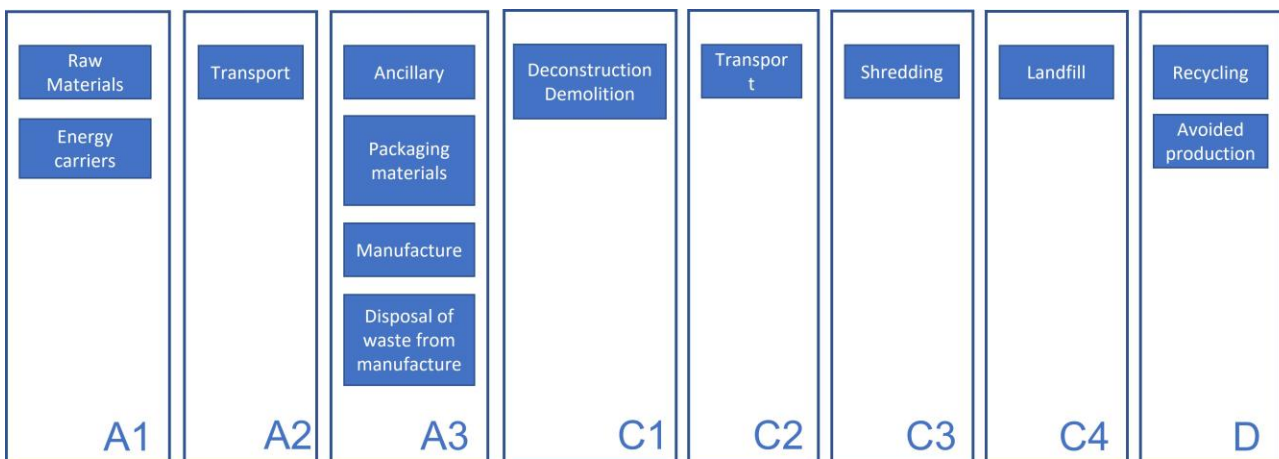 Raw
Materials
Energy
carriers
A1
Transport
A2
Ancillary
Packaging
materials
Manufacture
Disposal of
waste from
manufacture
A3
Deconstruction
Demolition
C1
Transpor
t
C2
Shredding
C3
Landfill
C4
Recycling
Avoided
production
D